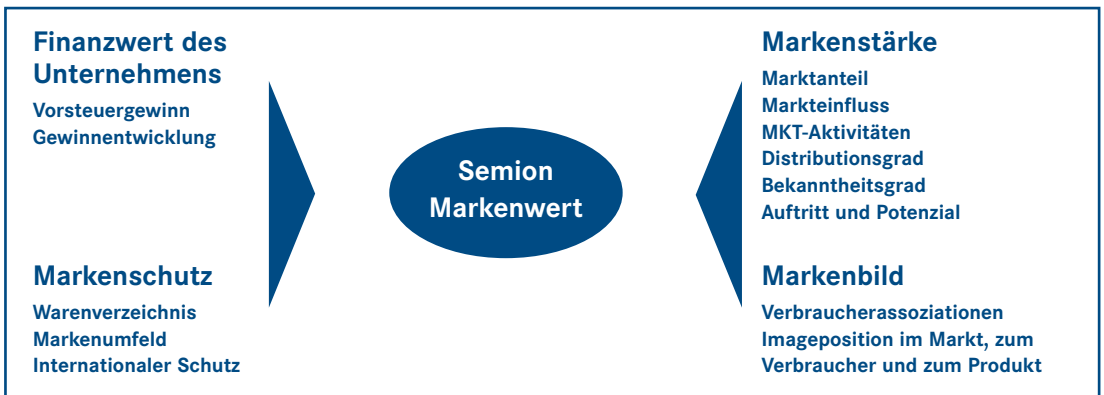 Finanzwert des
Unternehmens
Vorsteuergewinn
Gewinnentwicklung
Markenschutz
Warenverzeichnis
Markenumfeld
Internationaler Schutz
Semion
Markenwert
Markenstärke
Marktanteil
Markteinfluss
MKT-Aktivitäten
Distributionsgrad
Bekanntheitsgrad
Auftritt und Potenzial
Markenbild
Verbraucherassoziationen
Imageposition im Markt, zum
Verbraucher und zum Produkt